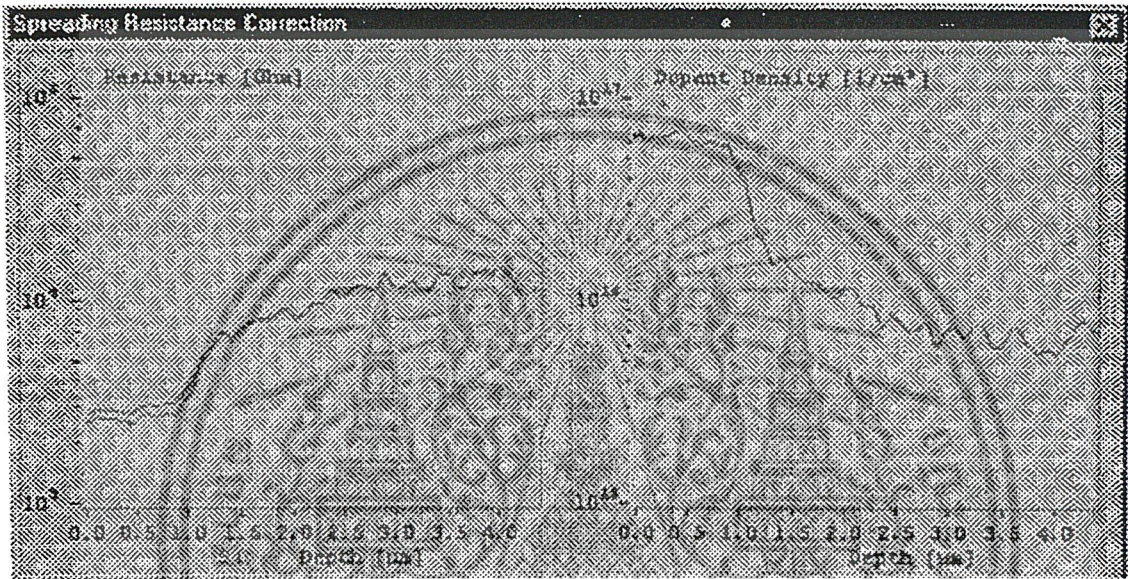 Spreading Resistance Correction
Resistance [Ohm]
Dopant Density [1/cm³]
10⁴
10³
10¹⁷
10¹⁶
10¹⁵
0.0 0.5 1.0 1.5 2.0 2.5 3.0 3.5 4.0
Depth [µm]
0.0 0.5 1.0 1.5 2.0 2.5 3.0 3.5 4.0
Depth [µm]